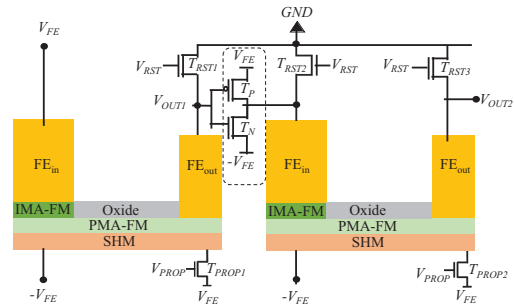 GND
V_FE
V_RST T_RST1 V_FE T_RST2 V_RST V_RST T_RST3
V_OUT1 T_P V_OUT2
T_N
-V_FE
FE_in FE_out FE_in FE_out
IMA-FM Oxide IMA-FM Oxide
PMA-FM PMA-FM
SHM SHM
V_PROP T_PROP1 V_PROP T_PROP2
-V_FE V_FE -V_FE V_FE